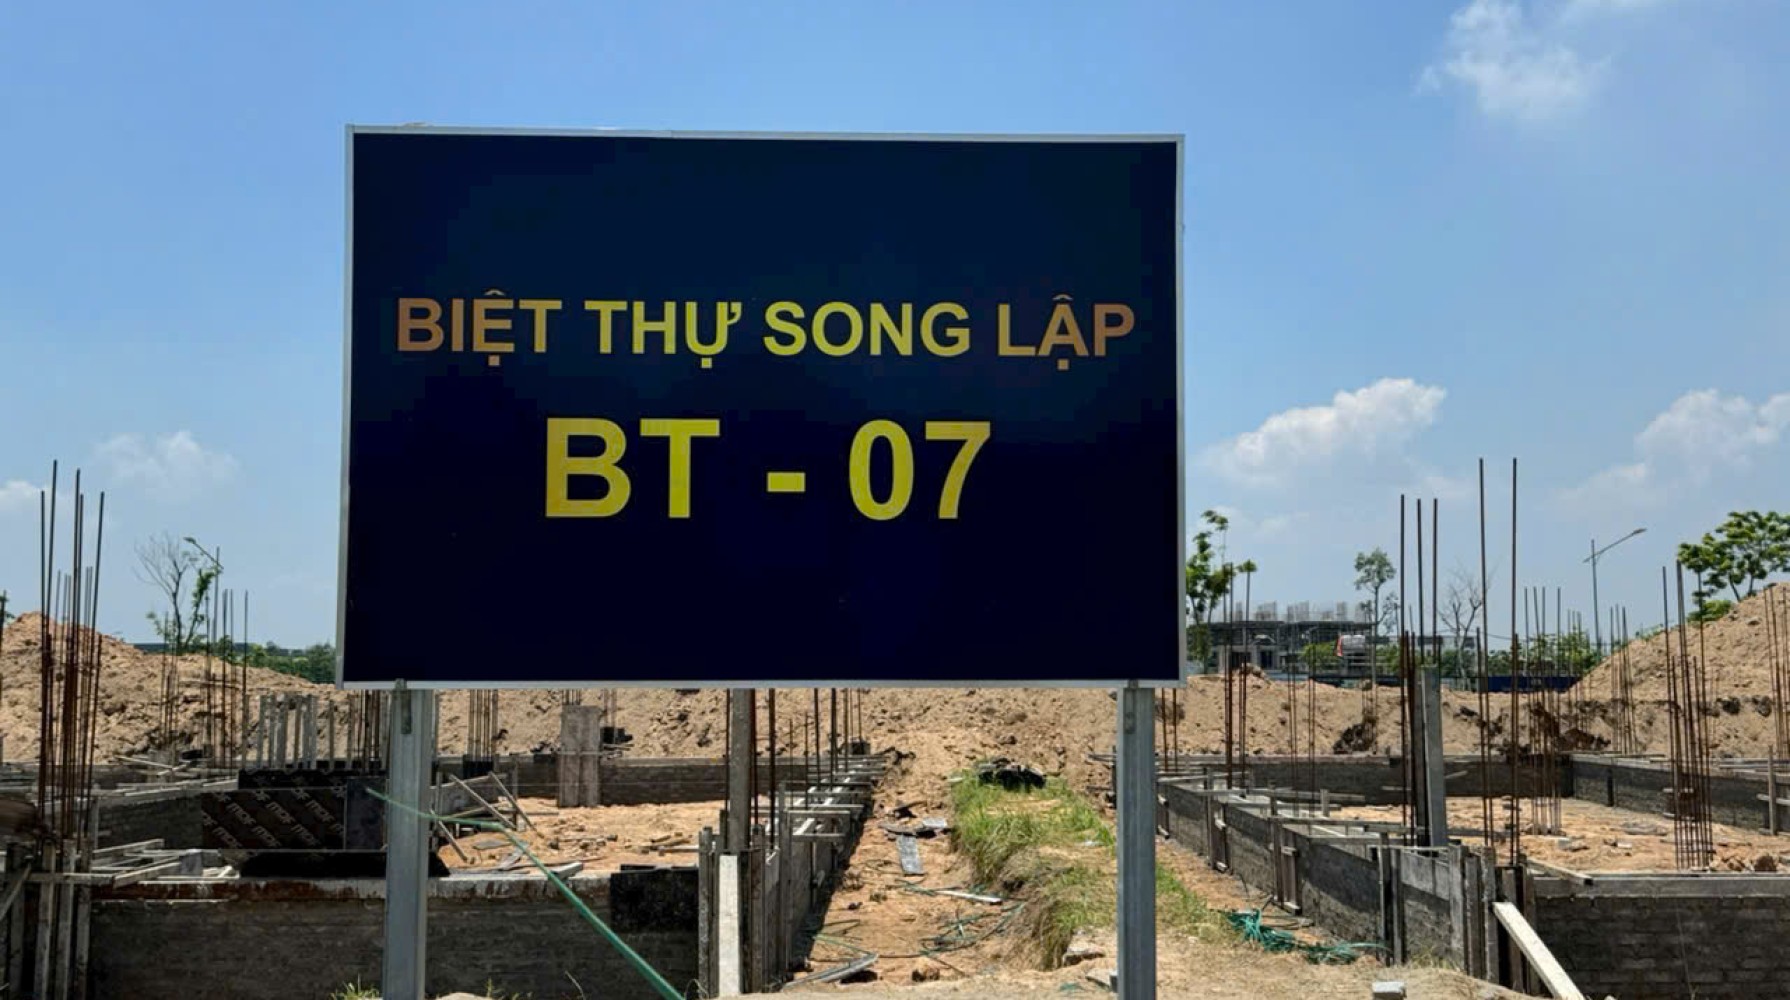 BIỆT THỰ SONG LẬP
BT - 07